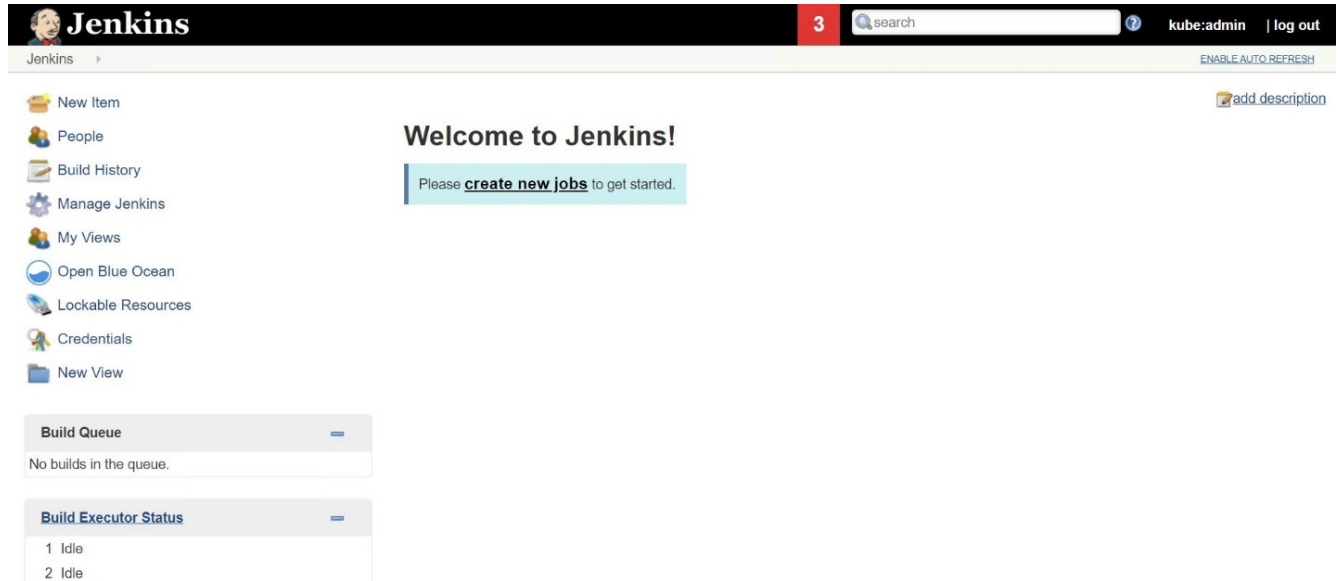 Jenkins
3
search
kube:admin | log out
Jenkins
ENABLE AUTO REFRESH
New Item
People
Build History
Manage Jenkins
My Views
Open Blue Ocean
Lockable Resources
Credentials
New View
add description
Welcome to Jenkins!
Please create new jobs to get started.
Build Queue
No builds in the queue.
Build Executor Status
1 Idle
2 Idle